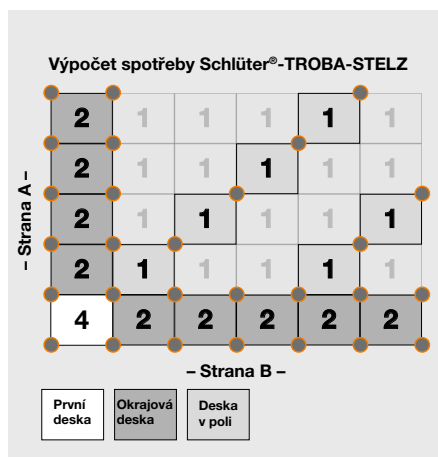 Výpočet spotřeby Schlüter®-TROBA-STELZ
2 1 1 1 1 1
2 1 1 1 1 1
2 1 1 1 1 1
2 1 1 1 1 1
4 2 2 2 2 2
– Strana A –
– Strana B –
První
deska
Okrajová
deska
Deska
v poli